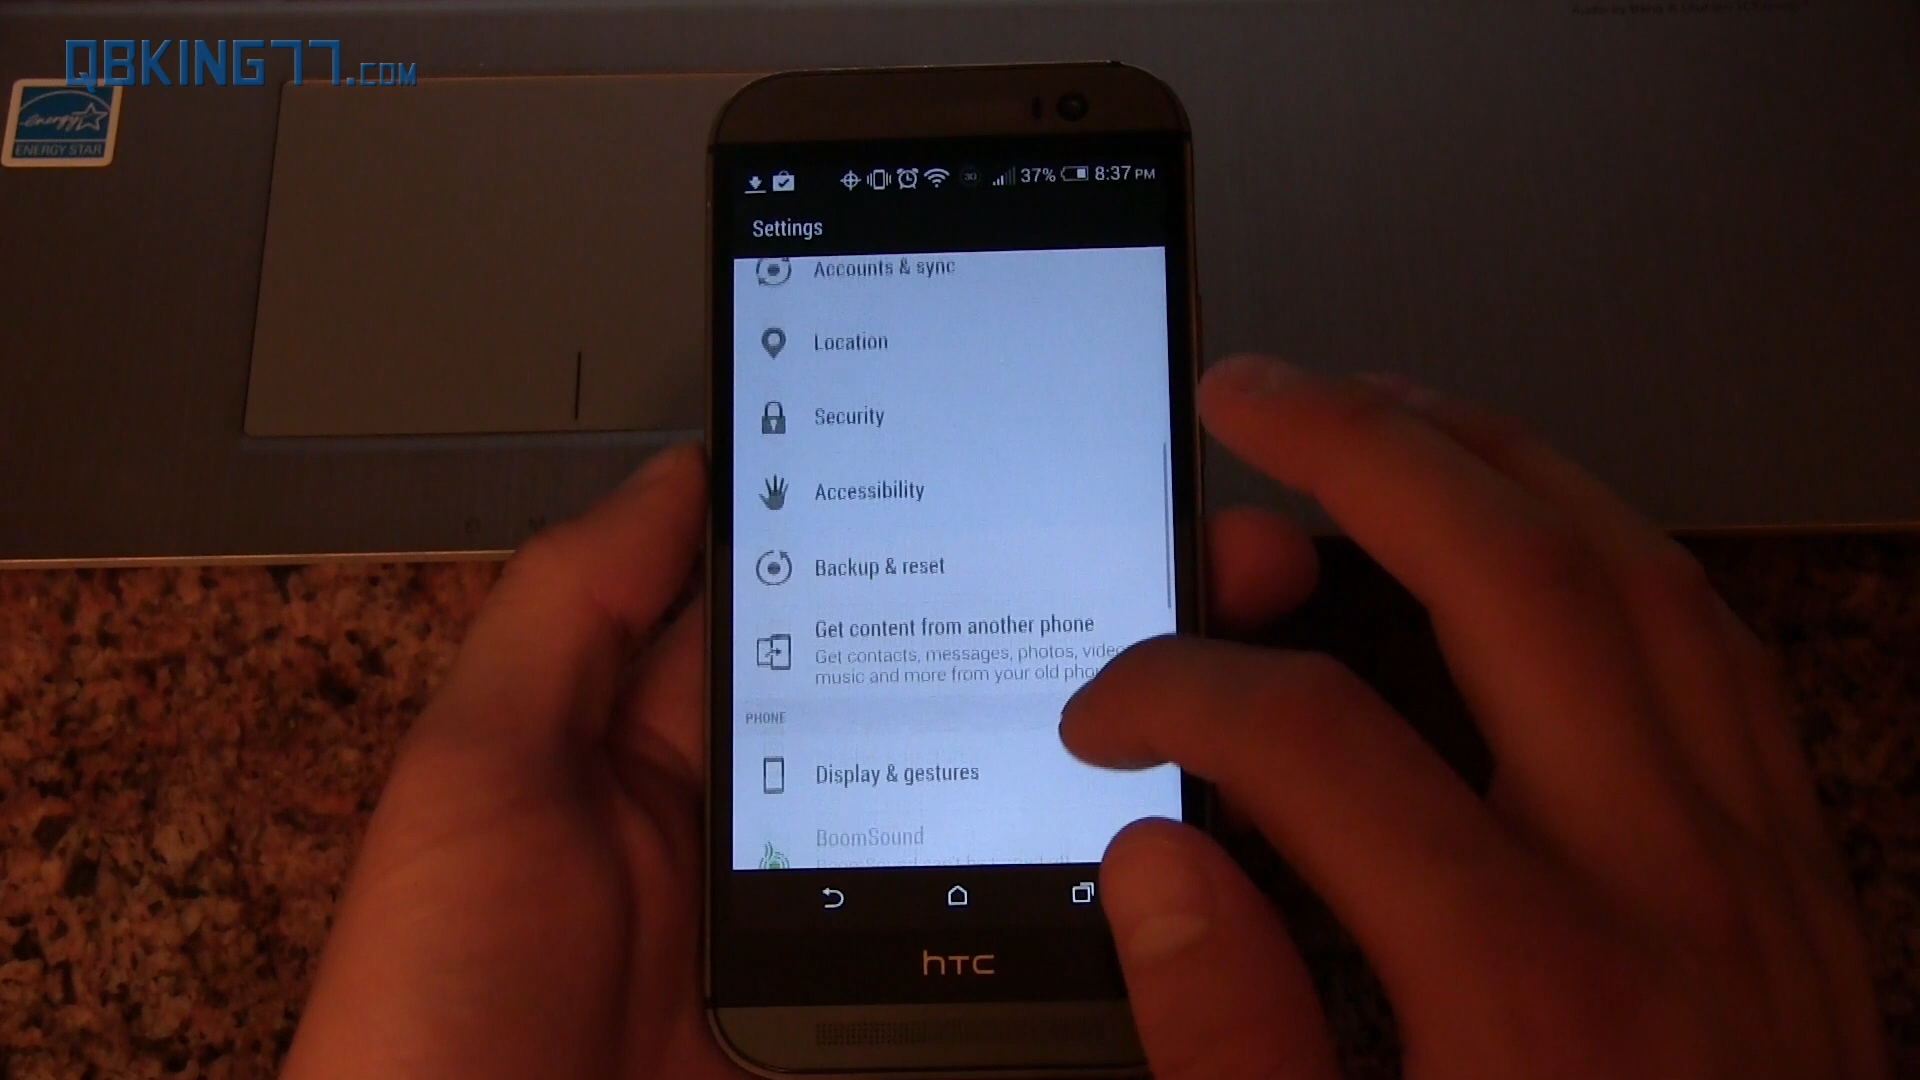 QBKING77.COM
energy
ENERGY STAR
37% 8:37 PM
Settings
Accounts & sync
Location
Security
Accessibility
Backup & reset
Get content from another phone
Get contacts, messages, photos,
music and more from your old
PHONE
Display & gestures
BoomSound
hTC